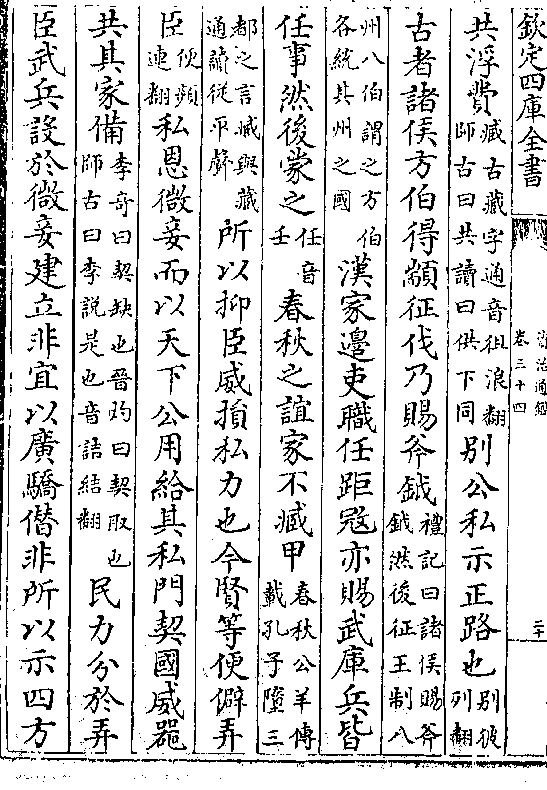 欽定四庫全書
資治通鑑
卷三十四
二十
共浮費臧古藏字通音徂浪翻師古曰共讀曰供下同別公私示正路也別彼列翻
古者諸侯方伯得顓征伐乃賜斧鉞禮記曰諸侯賜斧鉞然後征王制八
州八伯謂之方伯各統其州之國漢家邊吏職任距寇亦賜武庫兵皆
任事然後蒙之任音壬春秋之誼家不臧甲春秋公羊傳載孔子墮三
都之言臧與藏通讀從平聲所以抑臣威損私力也今賢等便僻弄
臣便頻連翻私恩微妾而以天下公用給其私門契國威器
共其家備李奇曰契缺也晉灼曰契取也師古曰李説是也音詰結翻民力分於弄
臣武兵設於微妾建立非宜以廣驕僭非所以示四方